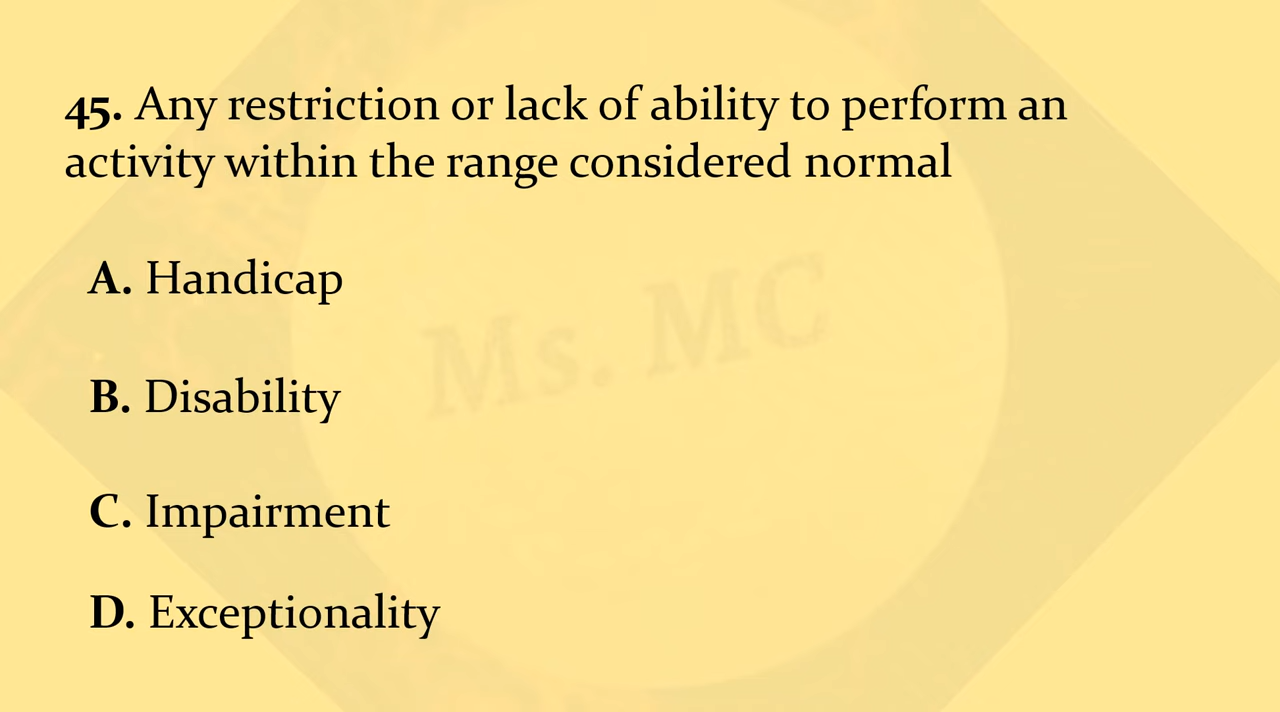 45. Any restriction or lack of ability to perform an
activity within the range considered normal
A. Handicap
Ms. MC
B. Disability
C. Impairment
D. Exceptionality